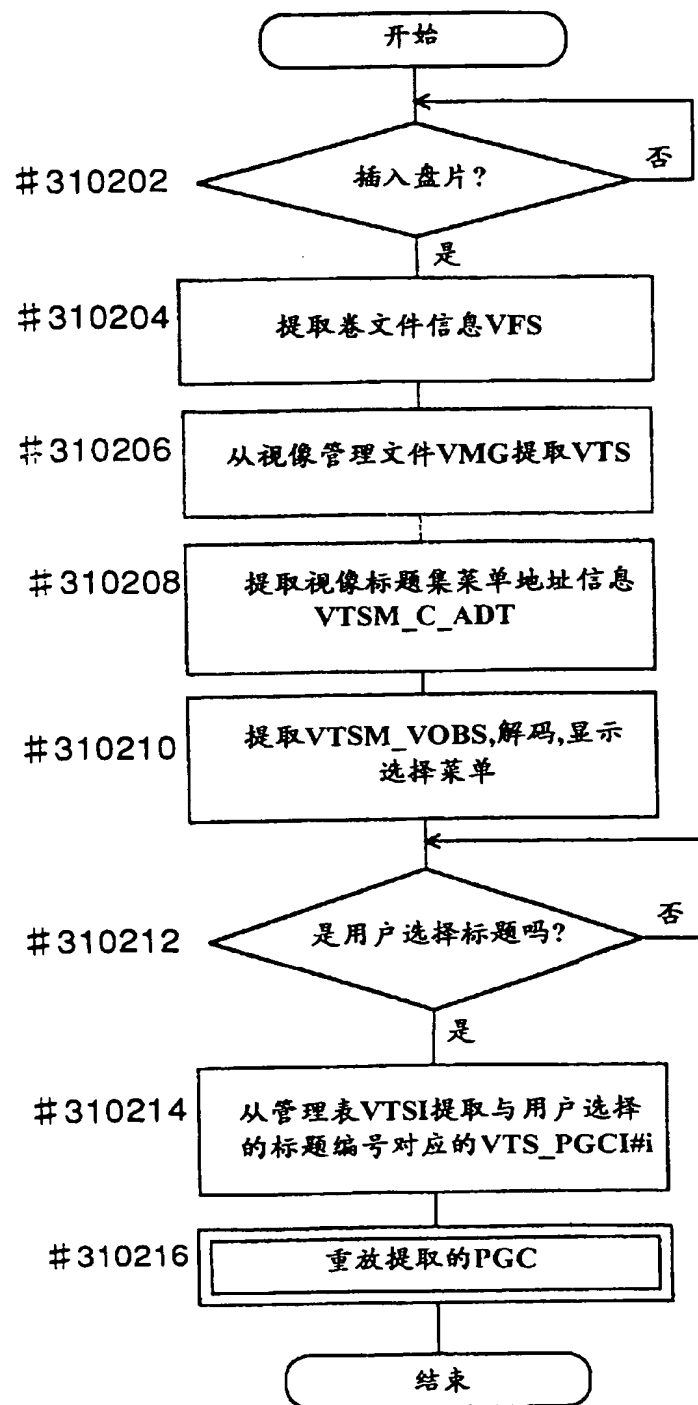 开始
#310202
插入盘片?
否
是
#310204
提取卷文件信息VFS
#310206
从视像管理文件VMG提取VTS
#310208
提取视像标题集菜单地址信息
VTSM_C_ADT
#310210
提取VTSM_VOBS,解码,显示
选择菜单
#310212
是用户选择标题吗?
否
是
#310214
从管理表VTSI提取与用户选择
的标题编号对应的VTS_PGCI#i
#310216
重放提取的PGC
结束